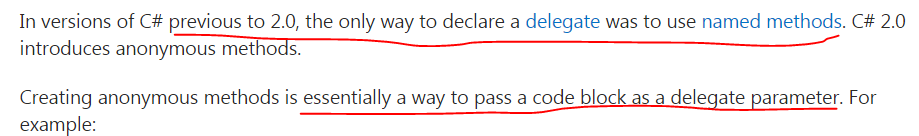 In versions of C# previous to 2.0, the only way to declare a delegate was to use named methods. C# 2.0
introduces anonymous methods.
Creating anonymous methods is essentially a way to pass a code block as a delegate parameter. For
example: